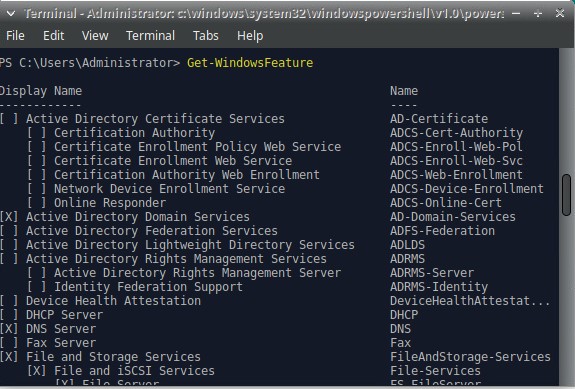 Terminal - Administrator: c:\windows\system32\windowspowershell\v1.0\powers
File Edit View Terminal Tabs Help
PS C:\Users\Administrator> Get-WindowsFeature
Display Name Name
------------ ----
[ ] Active Directory Certificate Services AD-Certificate
[ ] Certification Authority ADCS-Cert-Authority
[ ] Certificate Enrollment Policy Web Service ADCS-Enroll-Web-Pol
[ ] Certificate Enrollment Web Service ADCS-Enroll-Web-Svc
[ ] Certification Authority Web Enrollment ADCS-Web-Enrollment
[ ] Network Device Enrollment Service ADCS-Device-Enrollment
[ ] Online Responder ADCS-Online-Cert
[X] Active Directory Domain Services AD-Domain-Services
[ ] Active Directory Federation Services ADFS-Federation
[ ] Active Directory Lightweight Directory Services ADLDS
[ ] Active Directory Rights Management Services ADRMS
[ ] Active Directory Rights Management Server ADRMS-Server
[ ] Identity Federation Support ADRMS-Identity
[ ] Device Health Attestation DeviceHealthAttestat...
[ ] DHCP Server DHCP
[X] DNS Server DNS
[ ] Fax Server Fax
[X] File and Storage Services FileAndStorage-Services
[X] File and iSCSI Services File-Services
[X] File Server FS-FileServer